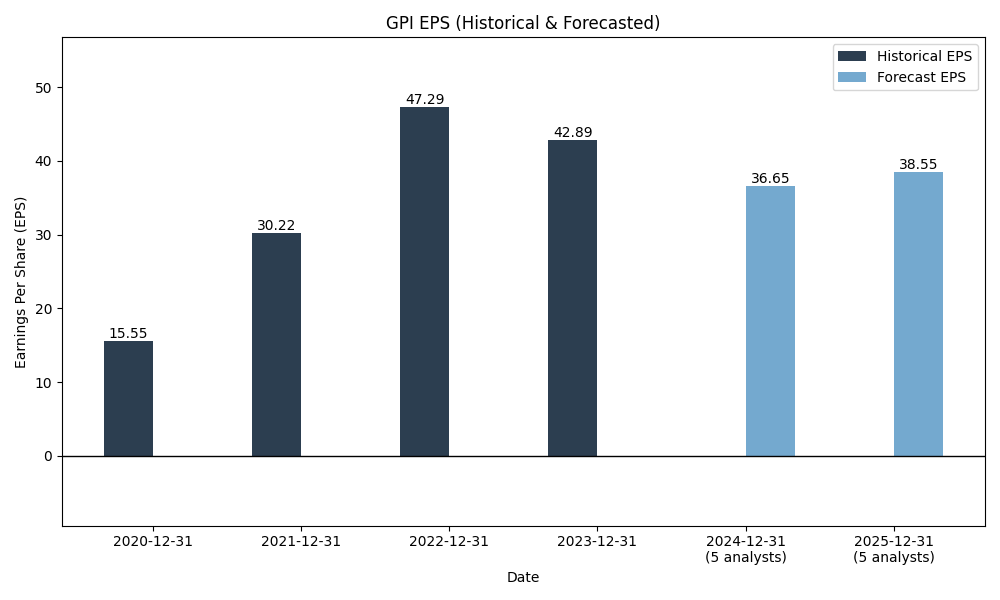 GPI EPS (Historical & Forecasted)
Historical EPS
Forecast EPS
Earnings Per Share (EPS)
50
40
30
20
10
0
15.55
30.22
47.29
42.89
36.65
38.55
2020-12-31
2021-12-31
2022-12-31
2023-12-31
2024-12-31
(5 analysts)
2025-12-31
(5 analysts)
Date